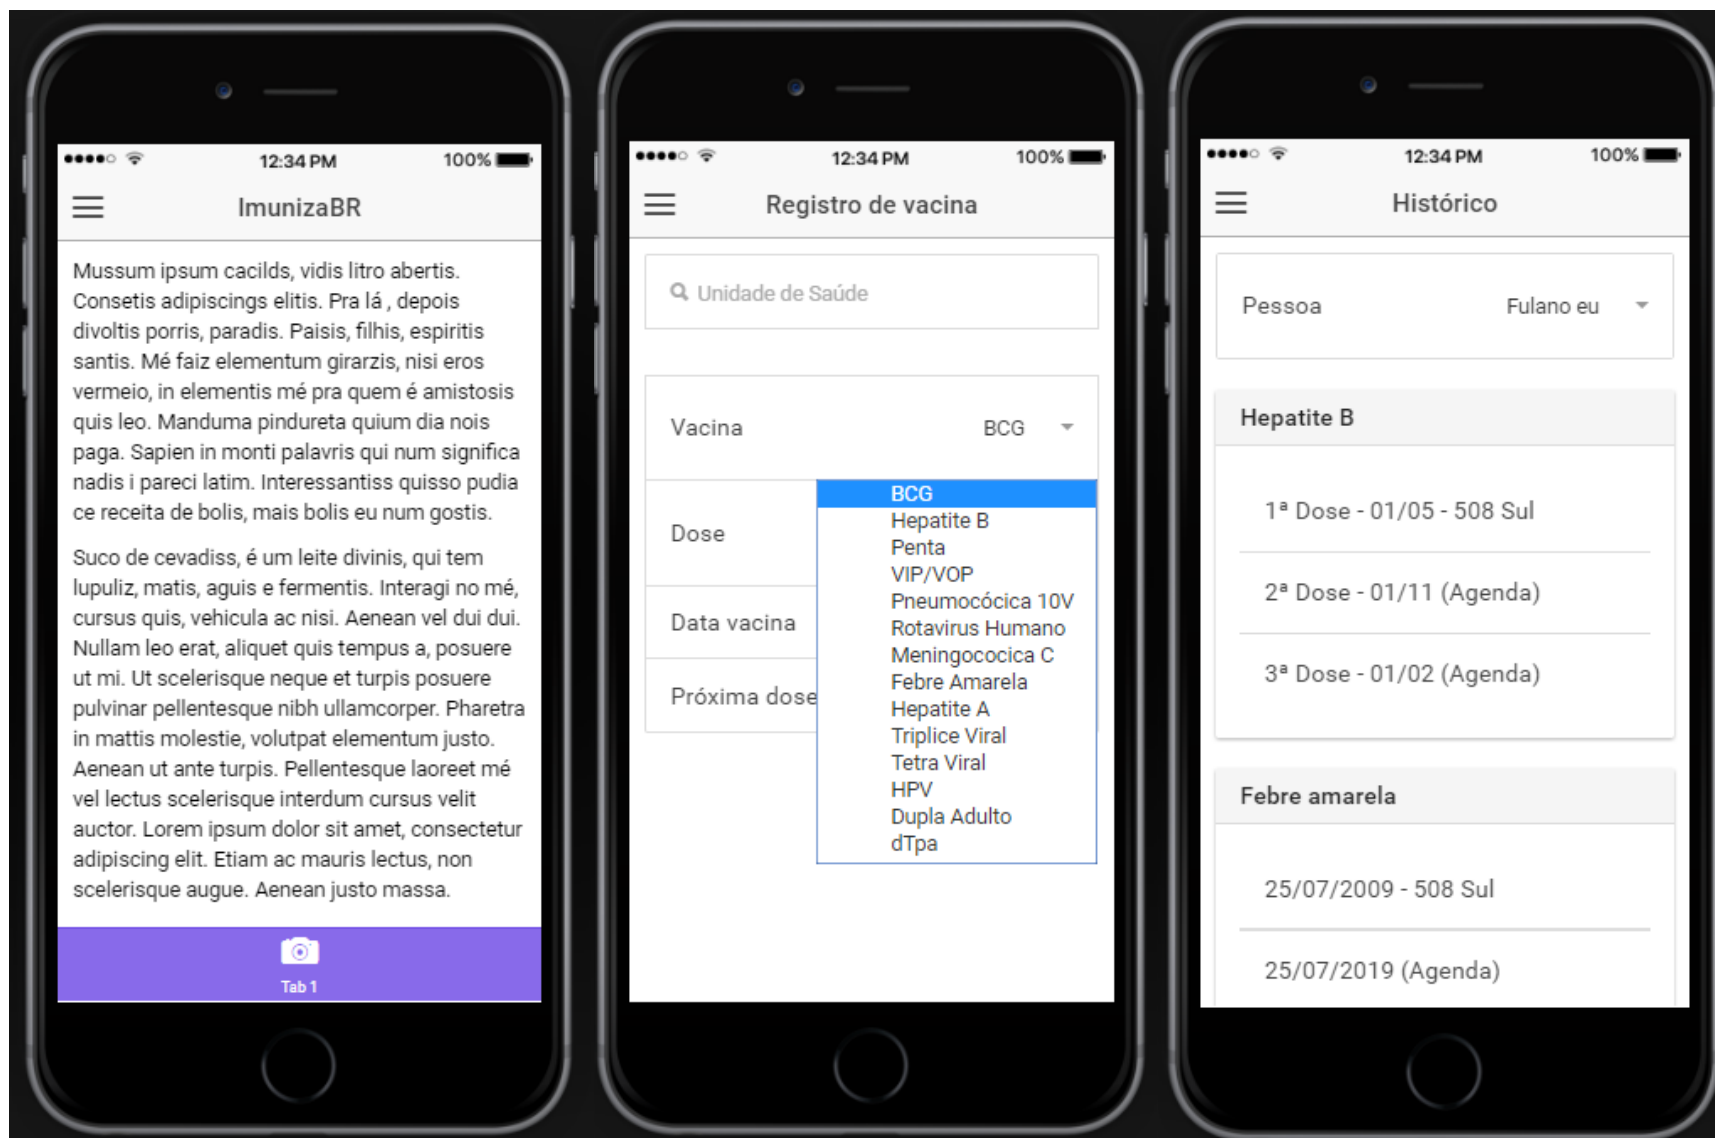 12:34 PM
100%
ImunizaBR
Mussum ipsum cacilds, vidis litro abertis.
Consetis adipiscings elitis. Pra lá , depois
divoltis porris, paradis. Paisis, filhis, espiritis
santis. Mé faiz elementum girarzis, nisi eros
vermeio, in elementis mé pra quem é amistosis
quis leo. Manduma pindureta quium dia nois
paga. Sapien in monti palavris qui num significa
nadis i pareci latim. Interessantiss quisso pudia
ce receita de bolis, mais bolis eu num gostis.
Suco de cevadiss, é um leite divinis, qui tem
lupuliz, matis, aguis e fermentis. Interagi no mé,
cursus quis, vehicula ac nisi. Aenean vel dui dui.
Nullam leo erat, aliquet quis tempus a, posuere
ut mi. Ut scelerisque neque et turpis posuere
pulvinar pellentesque nibh ullamcorper. Pharetra
in mattis molestie, volutpat elementum justo.
Aenean ut ante turpis. Pellentesque laoreet mé
vel lectus scelerisque interdum cursus velit
auctor. Lorem ipsum dolor sit amet, consectetur
adipiscing elit. Etiam ac mauris lectus, non
scelerisque augue. Aenean justo massa.
Tab 1
12:34 PM
100%
Registro de vacina
Unidade de Saúde
Vacina BCG
Dose
Data vacina
Próxima dose
BCG
Hepatite B
Penta
VIP/VOP
Pneumocócica 10V
Rotavirus Humano
Meningococica C
Febre Amarela
Hepatite A
Triplice Viral
Tetra Viral
HPV
Dupla Adulto
dTpa
12:34 PM
100%
Histórico
Pessoa Fulano eu
Hepatite B
1ª Dose - 01/05 - 508 Sul
2ª Dose - 01/11 (Agenda)
3ª Dose - 01/02 (Agenda)
Febre amarela
25/07/2009 - 508 Sul
25/07/2019 (Agenda)